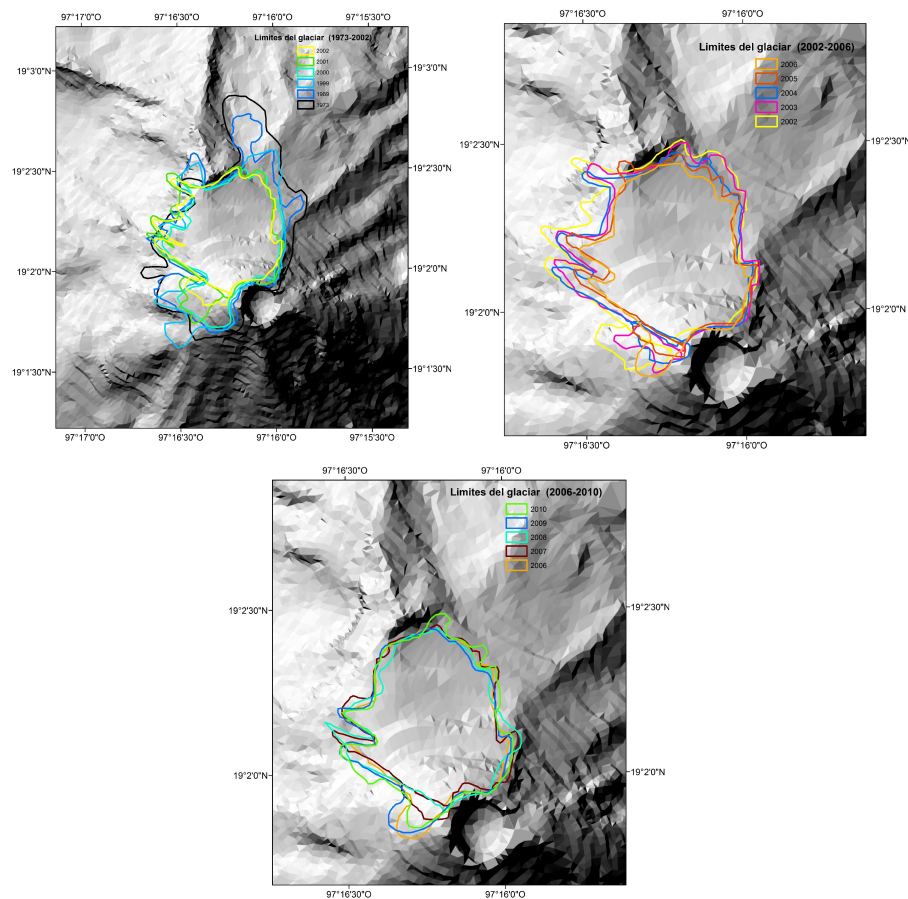 97°17'0"O 97°16'30"O 97°16'0"O 97°15'30"O
Limites del glaciar (1973-2002)
2002
2001
2000
1999
1989
1973
19°3'0"N 19°3'0"N
19°2'30"N 19°2'30"N
19°2'0"N 19°2'0"N
19°1'30"N 19°1'30"N
97°17'0"O 97°16'30"O 97°16'0"O 97°15'30"O
97°16'30"O 97°16'0"O
Limites del glaciar (2002-2006)
2006
2005
2004
2003
2002
19°2'30"N 19°2'30"N
19°2'0"N 19°2'0"N
97°16'30"O 97°16'0"O
97°16'30"O 97°16'0"O
Limites del glaciar (2006-2010)
2010
2009
2008
2007
2006
19°2'30"N 19°2'30"N
19°2'0"N 19°2'0"N
97°16'30"O 97°16'0"O